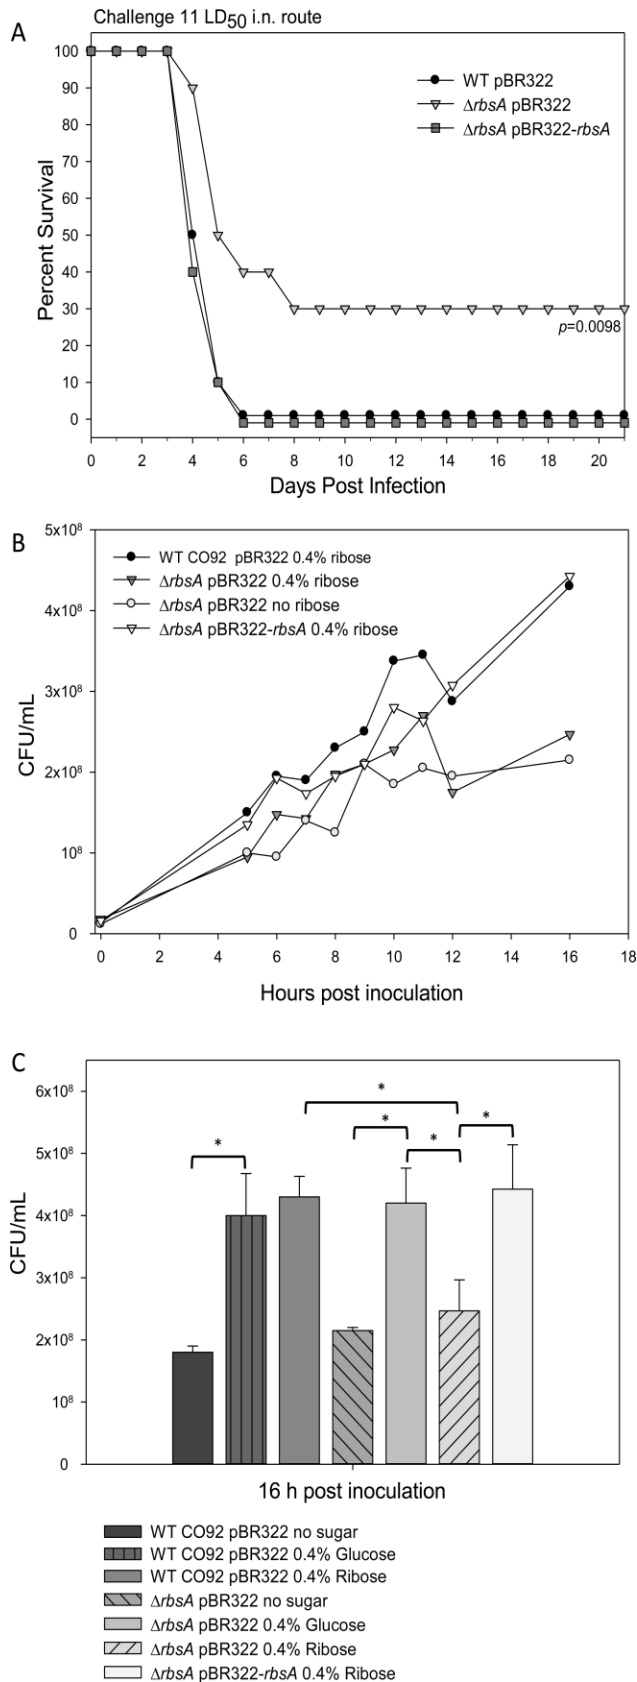 A
Challenge 11 LD50 i.n. route
WT pBR322
ΔrbsA pBR322
ΔrbsA pBR322-rbsA
100
90
80
70
60
50
40
30
20
10
0
Percent Survival
p=0.0098
0 2 4 6 8 10 12 14 16 18 20
Days Post Infection
B
WT CO92 pBR322 0.4% ribose
ΔrbsA pBR322 0.4% ribose
ΔrbsA pBR322 no ribose
ΔrbsA pBR322-rbsA 0.4% ribose
5x10⁸
4x10⁸
3x10⁸
2x10⁸
10⁸
0
CFU/mL
0 2 4 6 8 10 12 14 16 18
Hours post inoculation
C
6x10⁸
5x10⁸
4x10⁸
3x10⁸
2x10⁸
10⁸
0
CFU/mL
*
*
*
*
*
16 h post inoculation
WT CO92 pBR322 no sugar
WT CO92 pBR322 0.4% Glucose
WT CO92 pBR322 0.4% Ribose
ΔrbsA pBR322 no sugar
ΔrbsA pBR322 0.4% Glucose
ΔrbsA pBR322 0.4% Ribose
ΔrbsA pBR322-rbsA 0.4% Ribose